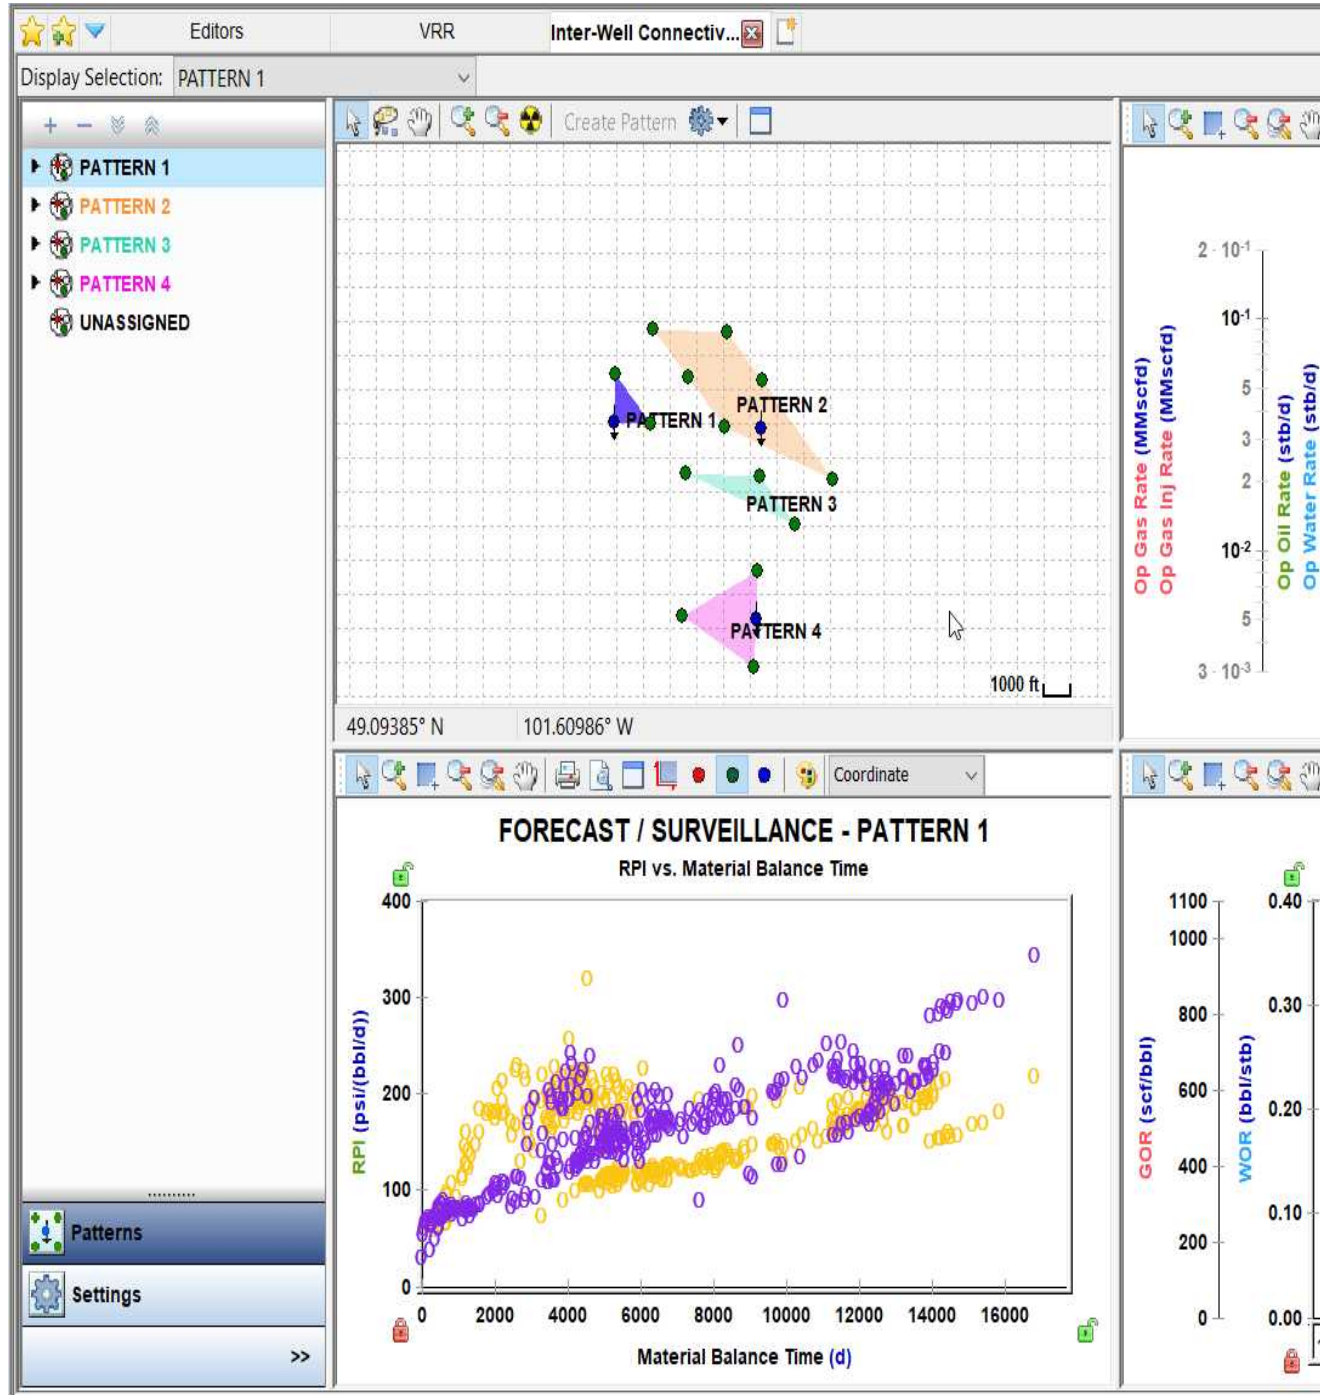 Editors
VRR
Inter-Well Connectiv...
Display Selection: PATTERN 1
PATTERN 1
PATTERN 2
PATTERN 3
PATTERN 4
UNASSIGNED
Patterns
Settings
>>
Create Pattern
PATTERN 1
PATTERN 2
PATTERN 3
PATTERN 4
1000 ft
49.09385° N 101.60986° W
Op Gas Rate (MMscfd)
Op Gas Inj Rate (MMscfd)
2 · 10-1
10-1
5
3
2
10-2
5
3 · 10-3
Op Oil Rate (stb/d)
Op Water Rate (stb/d)
Coordinate
FORECAST / SURVEILLANCE - PATTERN 1
RPI vs. Material Balance Time
RPI (psi/(bbl/d))
400
300
200
100
0
0 2000 4000 6000 8000 10000 12000 14000 16000
Material Balance Time (d)
GOR (scf/bbl)
1100
1000
800
600
400
200
0
WOR (bbl/stb)
0.40
0.30
0.20
0.10
0.00